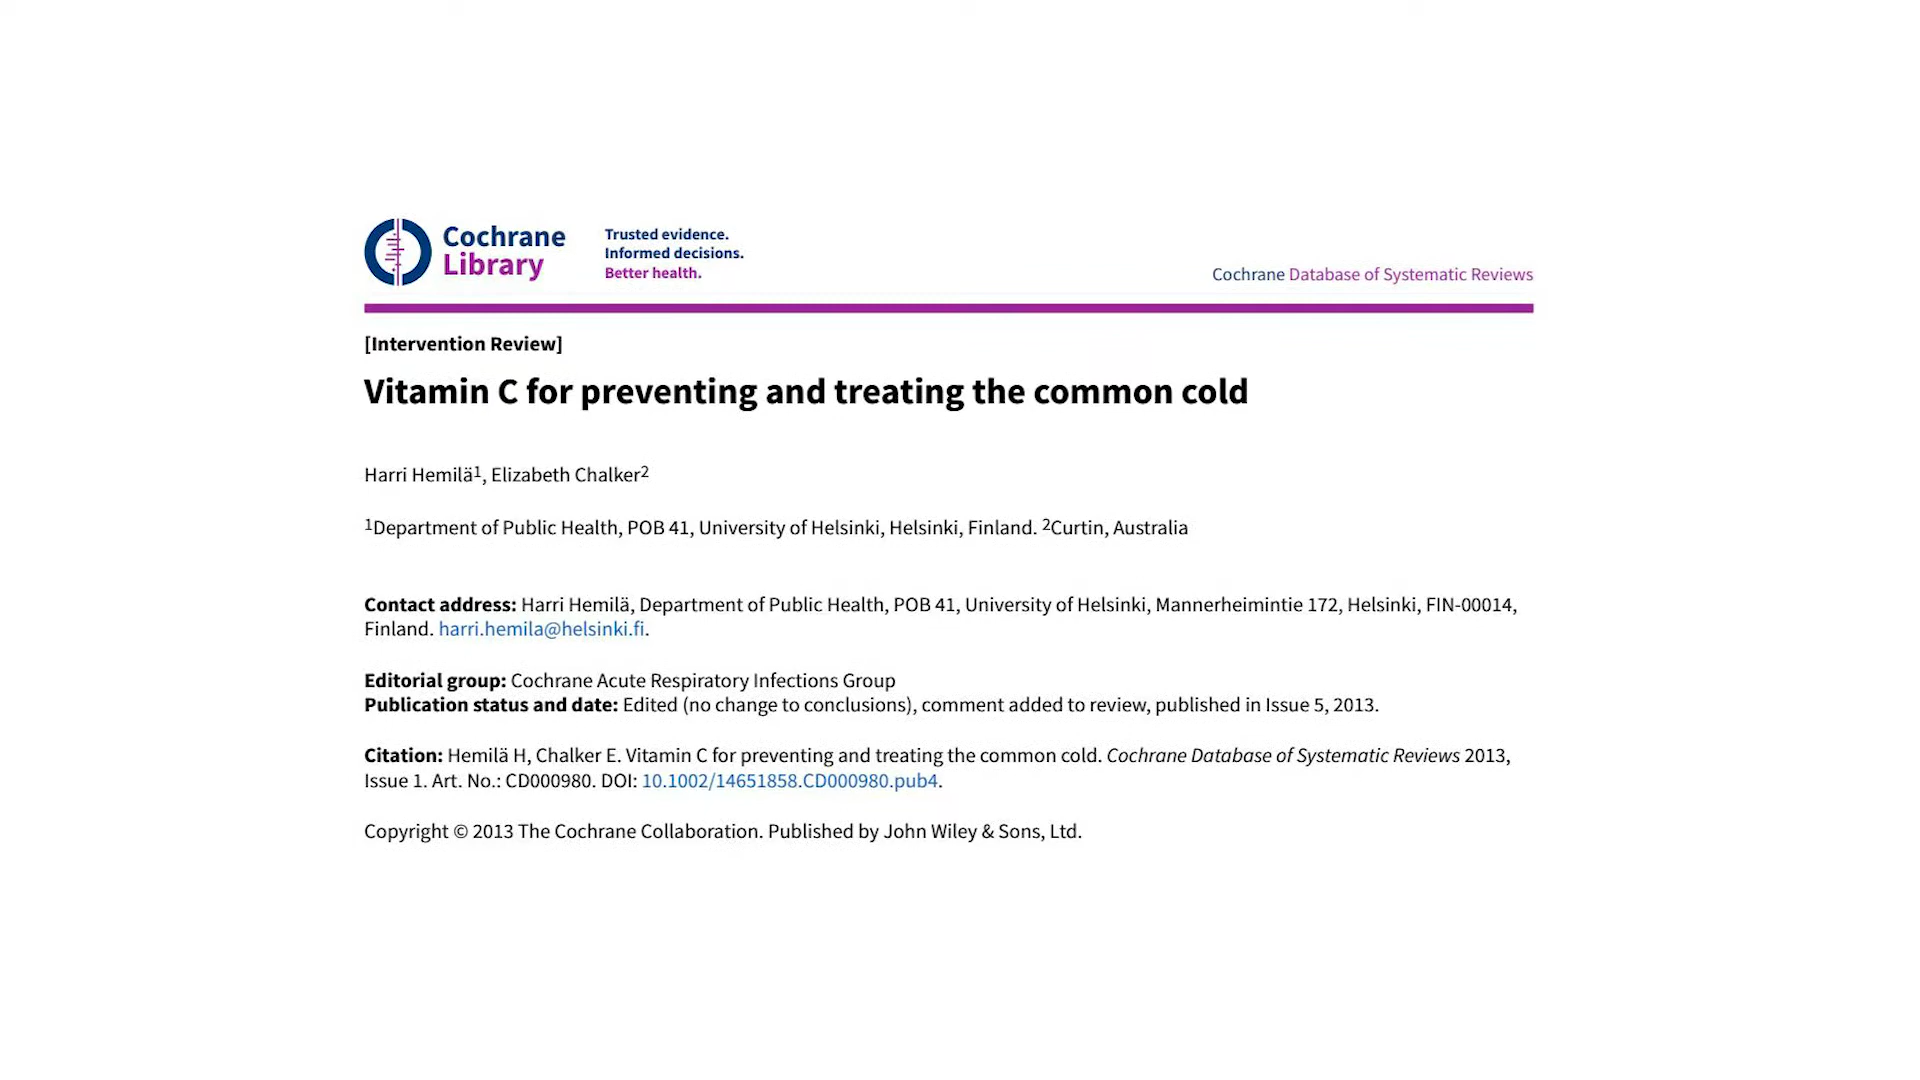 Cochrane
Library
Trusted evidence.
Informed decisions.
Better health.
Cochrane Database of Systematic Reviews
[Intervention Review]
Vitamin C for preventing and treating the common cold
Harri Hemilä1, Elizabeth Chalker2
1Department of Public Health, POB 41, University of Helsinki, Helsinki, Finland. 2Curtin, Australia
Contact address: Harri Hemilä, Department of Public Health, POB 41, University of Helsinki, Mannerheimintie 172, Helsinki, FIN-00014,
Finland. harri.hemila@helsinki.fi.
Editorial group: Cochrane Acute Respiratory Infections Group
Publication status and date: Edited (no change to conclusions), comment added to review, published in Issue 5, 2013.
Citation: Hemilä H, Chalker E. Vitamin C for preventing and treating the common cold. Cochrane Database of Systematic Reviews 2013,
Issue 1. Art. No.: CD000980. DOI: 10.1002/14651858.CD000980.pub4.
Copyright © 2013 The Cochrane Collaboration. Published by John Wiley & Sons, Ltd.